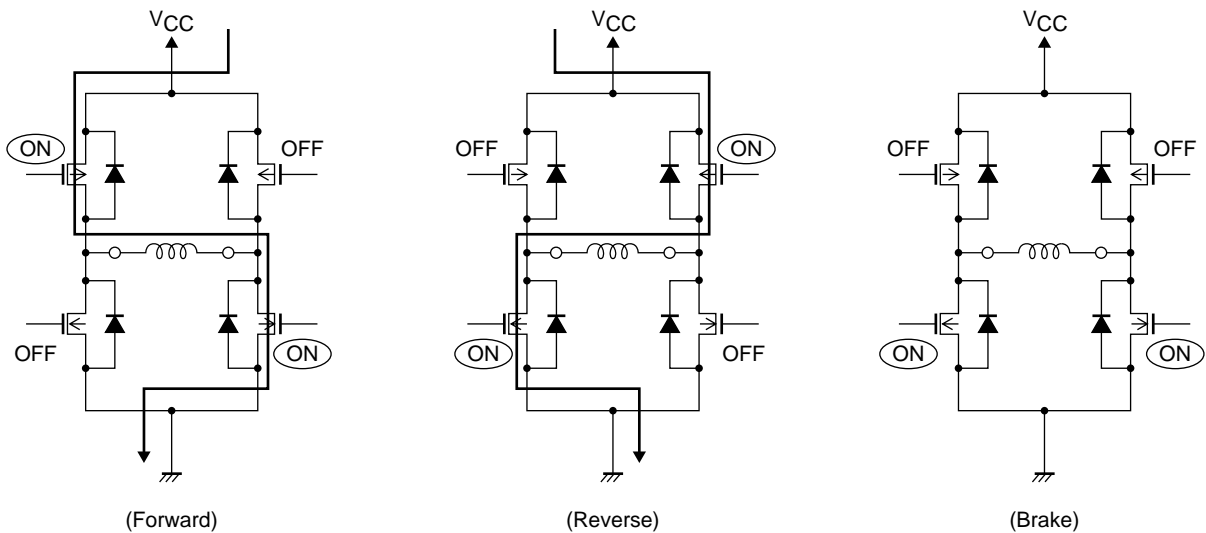 VCC
ON
OFF
OFF
ON
(Forward)
VCC
OFF
ON
ON
OFF
(Reverse)
VCC
OFF
OFF
ON
ON
(Brake)